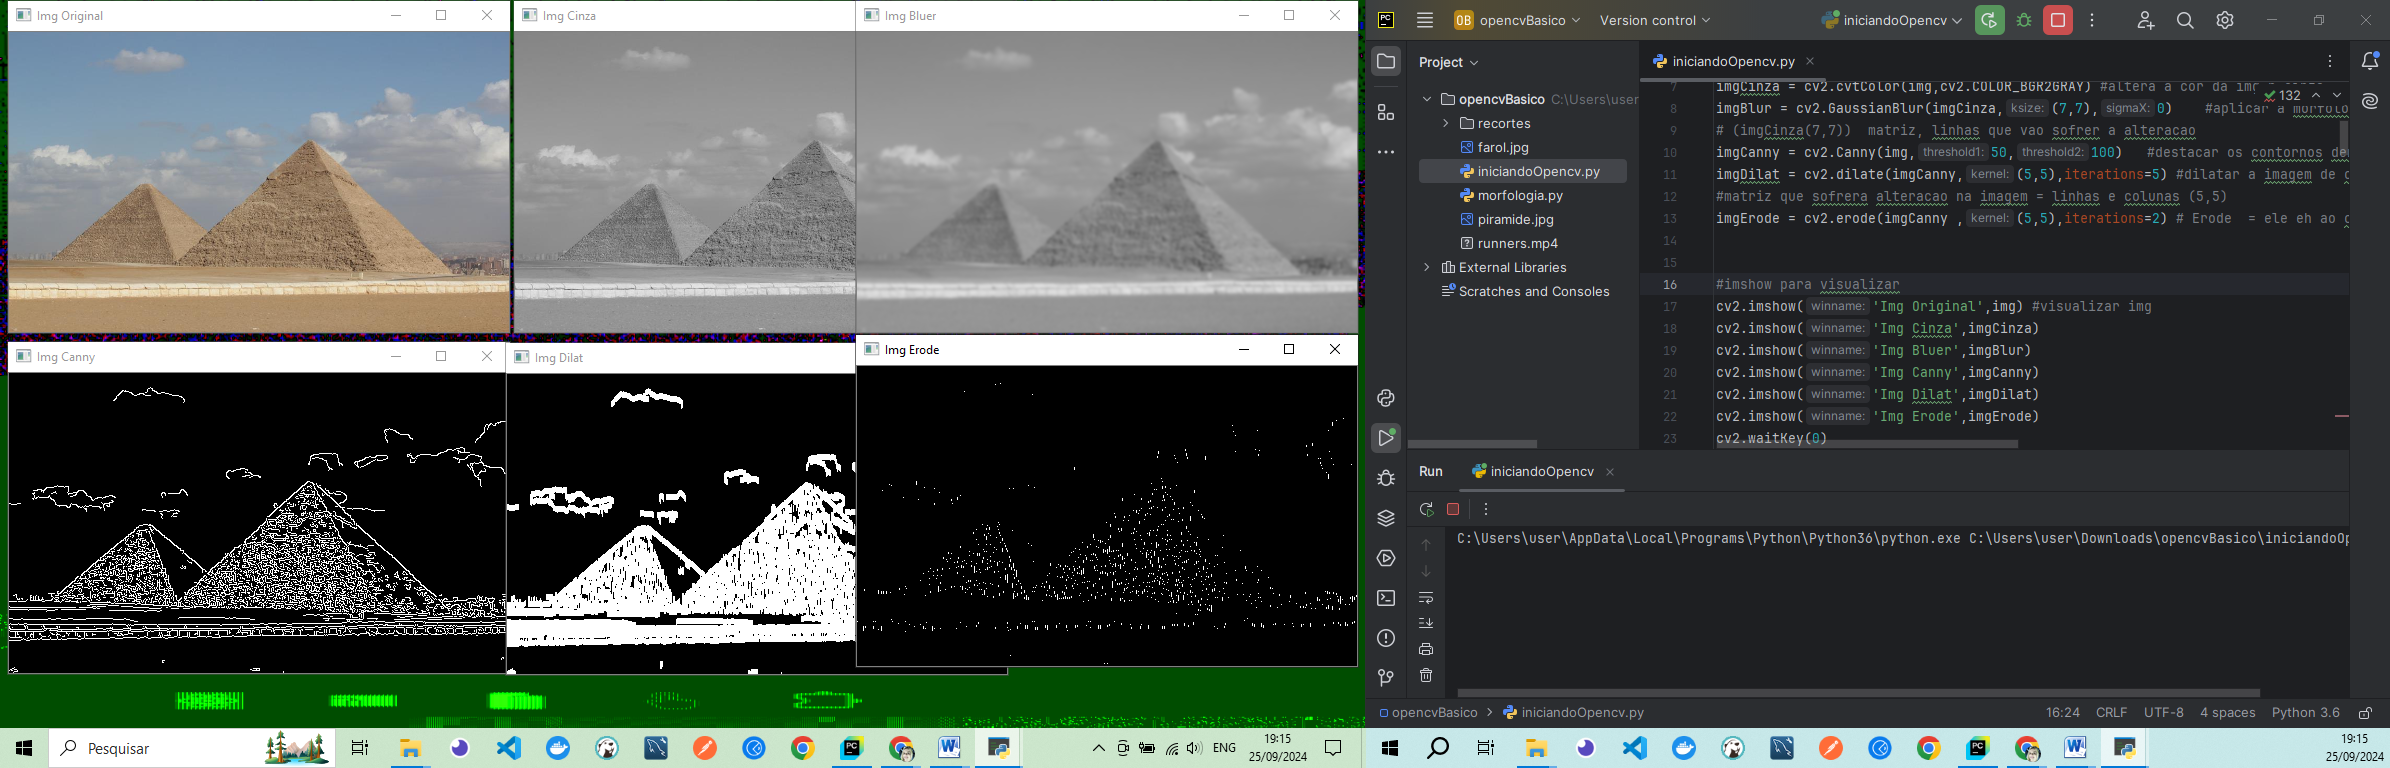 Img Original
Img Cinza
Img Bluer
Img Canny
Img Dilat
Img Erode
Pesquisar
ENG
19:15
25/09/2024
PC
OB opencvBasico
Version control
iniciandoOpencv
Project
iniciandoOpencv.py
opencvBasico C:\Users\user
recortes
farol.jpg
iniciandoOpencv.py
morfologia.py
piramide.jpg
runners.mp4
External Libraries
Scratches and Consoles
132
7 imgCinza = cv2.cvtColor(img,cv2.COLOR_BGR2GRAY) #altera a cor da img
8 imgBlur = cv2.GaussianBlur(imgCinza, ksize: (7,7), sigmaX: 0) #aplicar a morfolo
9 # (imgCinza(7,7)) matriz, linhas que vao sofrer a alteracao
10 imgCanny = cv2.Canny(img, threshold1: 50, threshold2: 100) #destacar os contornos de
11 imgDilat = cv2.dilate(imgCanny, kernel: (5,5),iterations=5) #dilatar a imagem de
12 #matriz que sofrera alteracao na imagem = linhas e colunas (5,5)
13 imgErode = cv2.erode(imgCanny , kernel: (5,5),iterations=2) # Erode = ele eh ao
14
15
16 #imshow para visualizar
17 cv2.imshow( winname: 'Img Original',img) #visualizar img
18 cv2.imshow( winname: 'Img Cinza',imgCinza)
19 cv2.imshow( winname: 'Img Bluer',imgBlur)
20 cv2.imshow( winname: 'Img Canny',imgCanny)
21 cv2.imshow( winname: 'Img Dilat',imgDilat)
22 cv2.imshow( winname: 'Img Erode',imgErode)
23 cv2.waitKey(0)
Run iniciandoOpencv
C:\Users\user\AppData\Local\Programs\Python\Python36\python.exe C:\Users\user\Downloads\opencvBasico\iniciandoOp
opencvBasico > iniciandoOpencv.py
16:24 CRLF UTF-8 4 spaces Python 3.6
19:15
25/09/2024